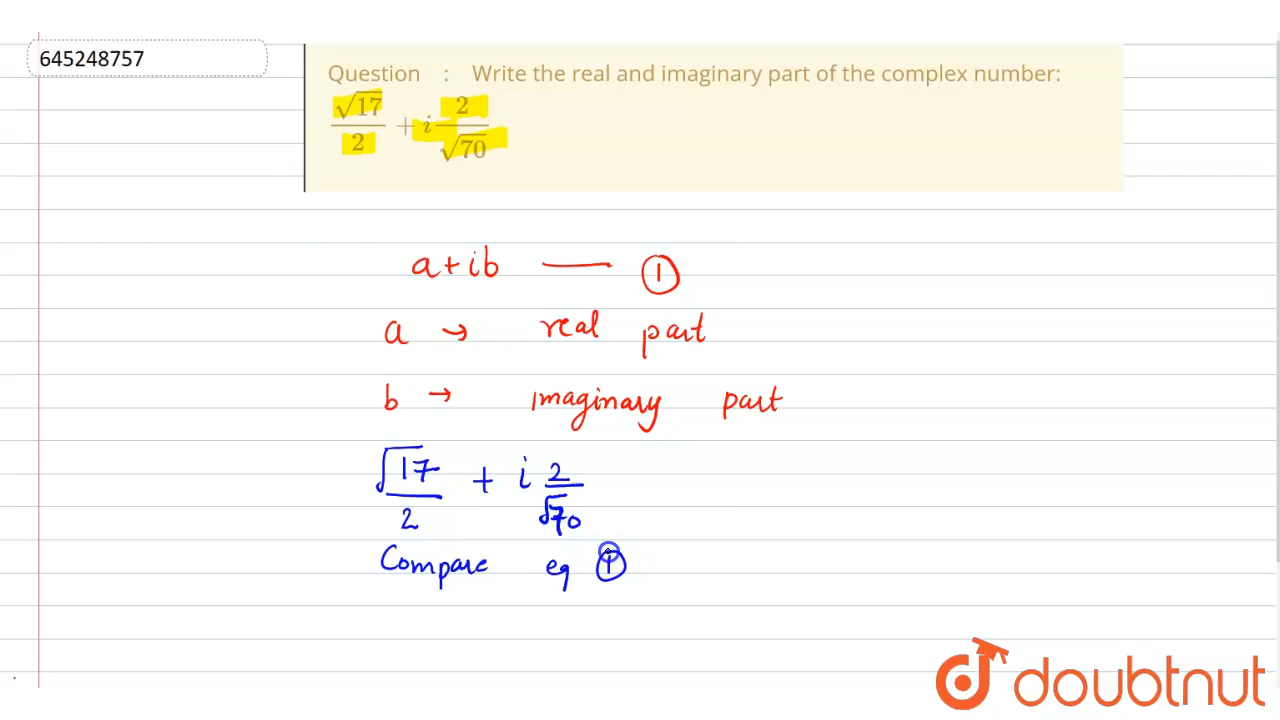 645248757
Question : Write the real and imaginary part of the complex number:
√17/2 + i 2/√70
a + ib —— ①
a → real part
b → imaginary part
√17/2 + i 2/√70
Compare eq ①
doubtnut